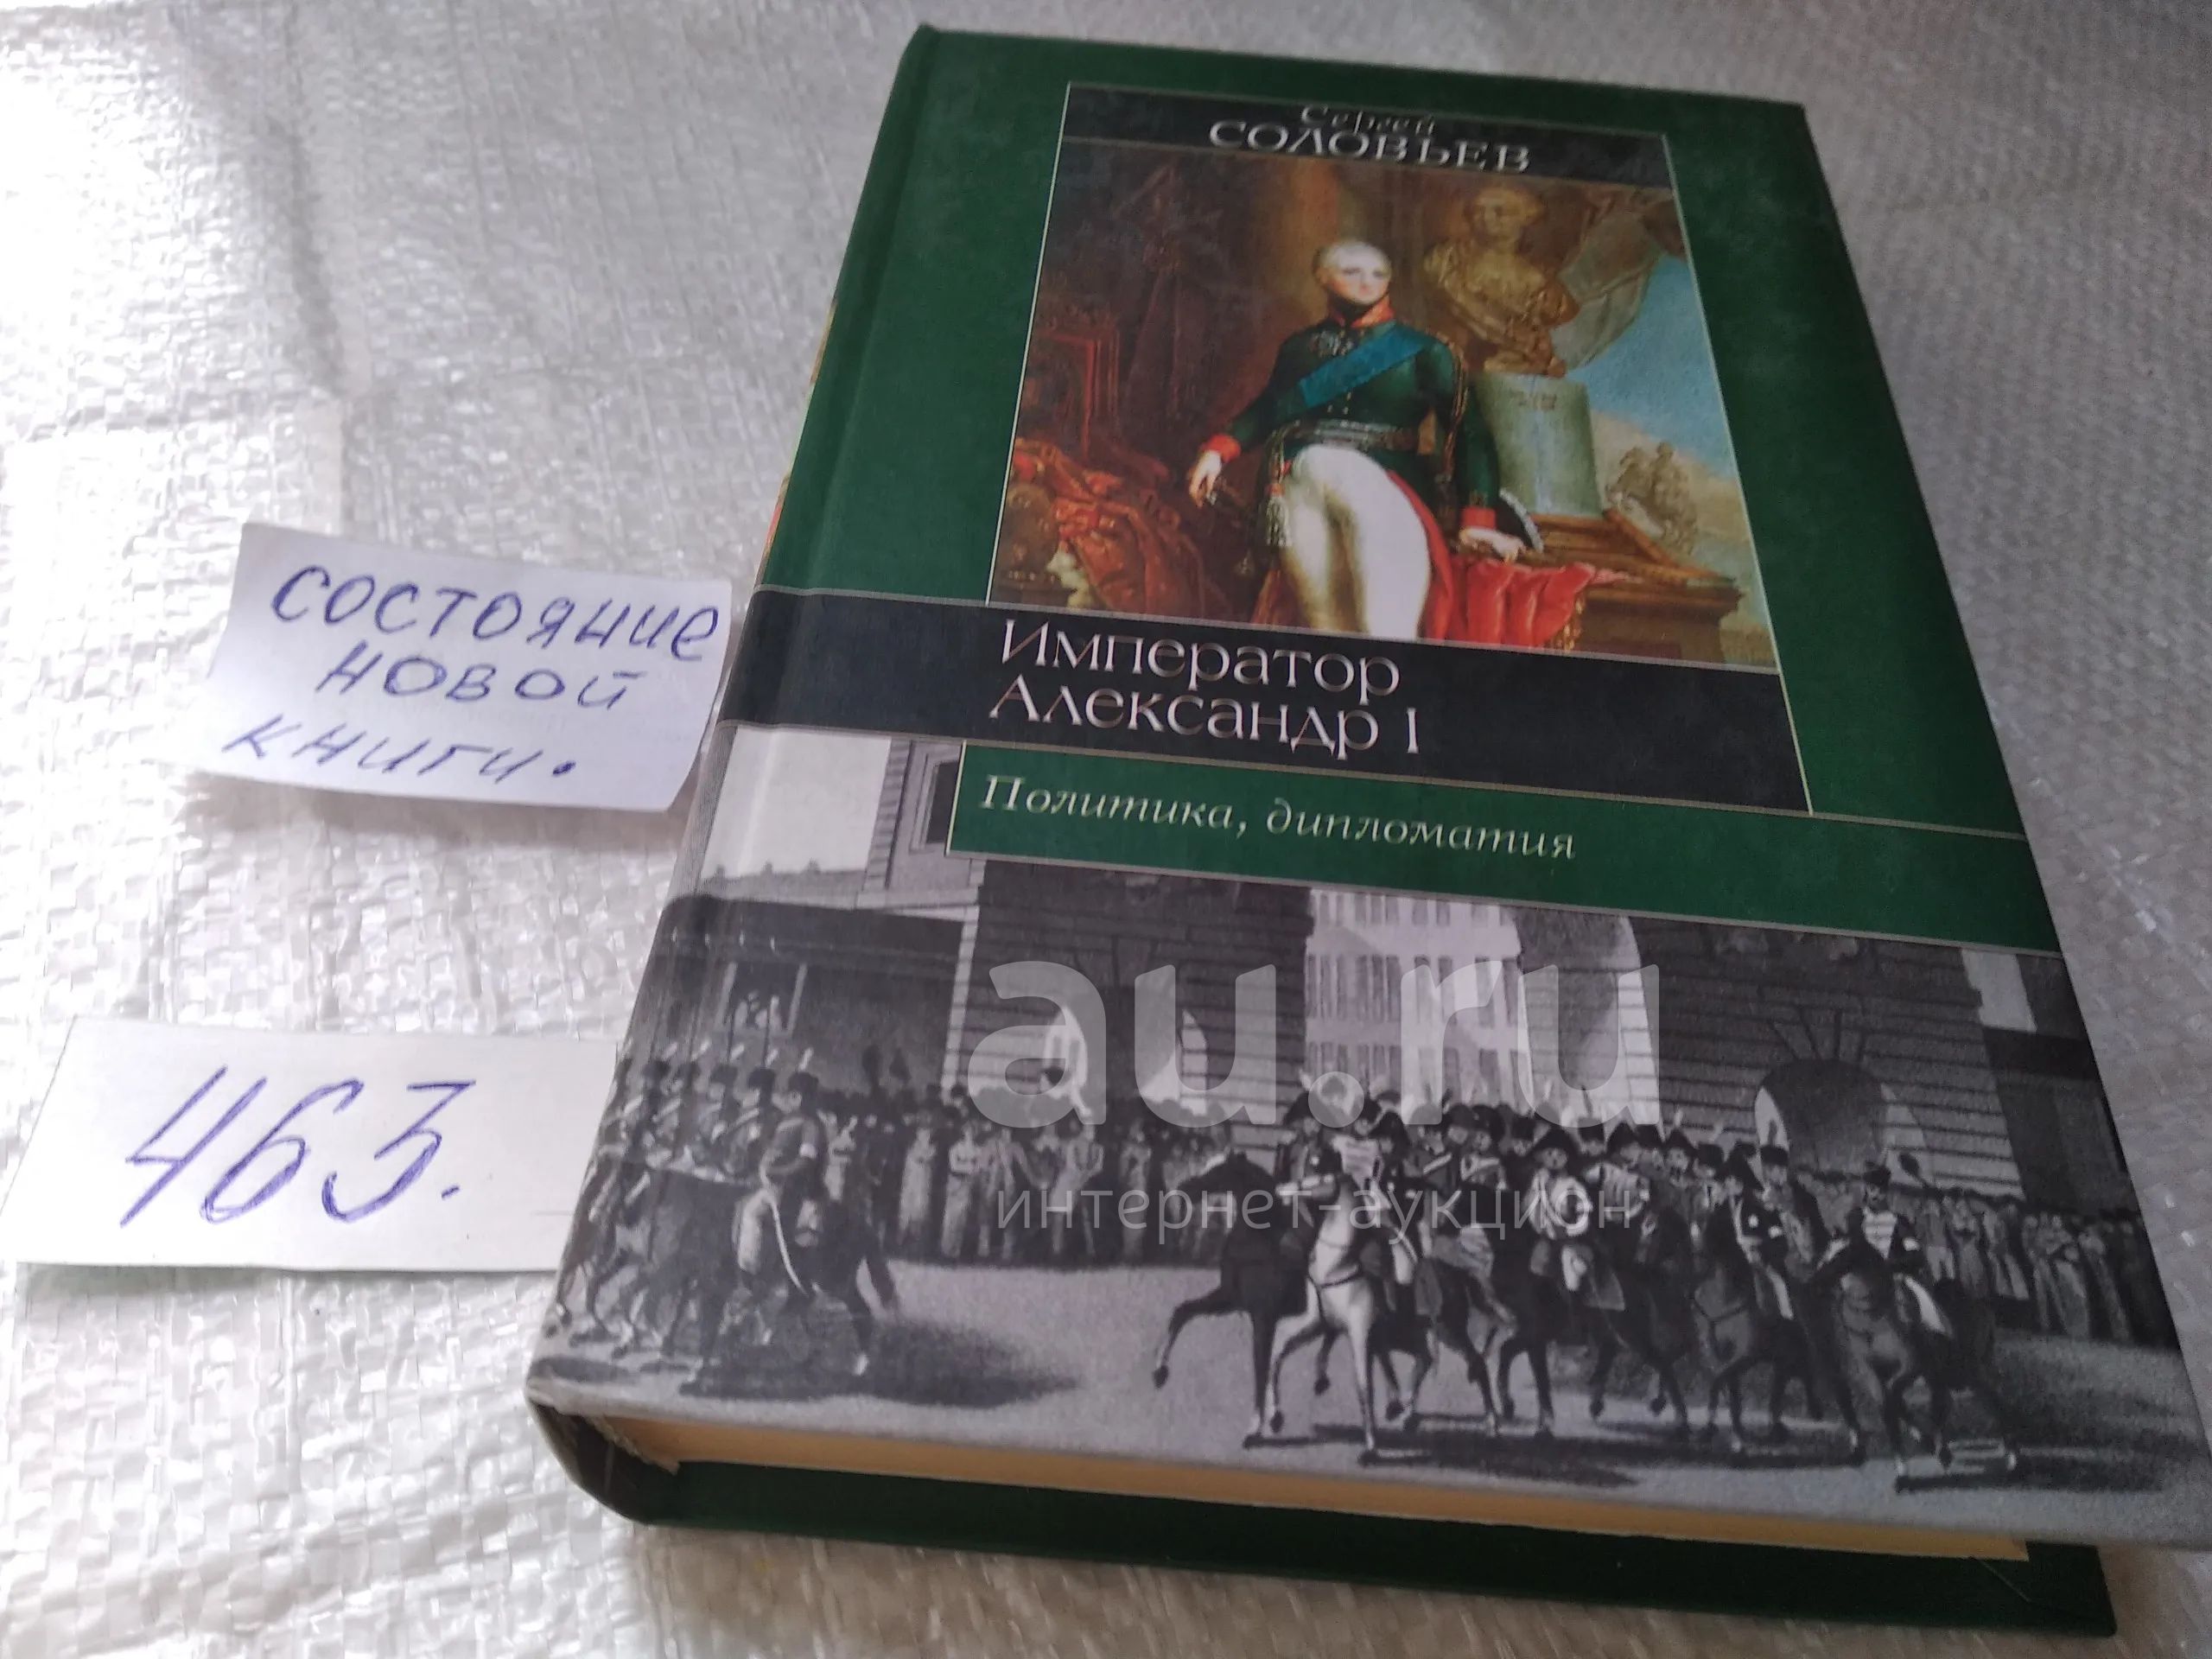 Сергей
СОЛОВЬЕВ
Император
Александр I
Политика, дипломатия
состояние
новой
книги.
463.
au.ru
интернет-аукцион